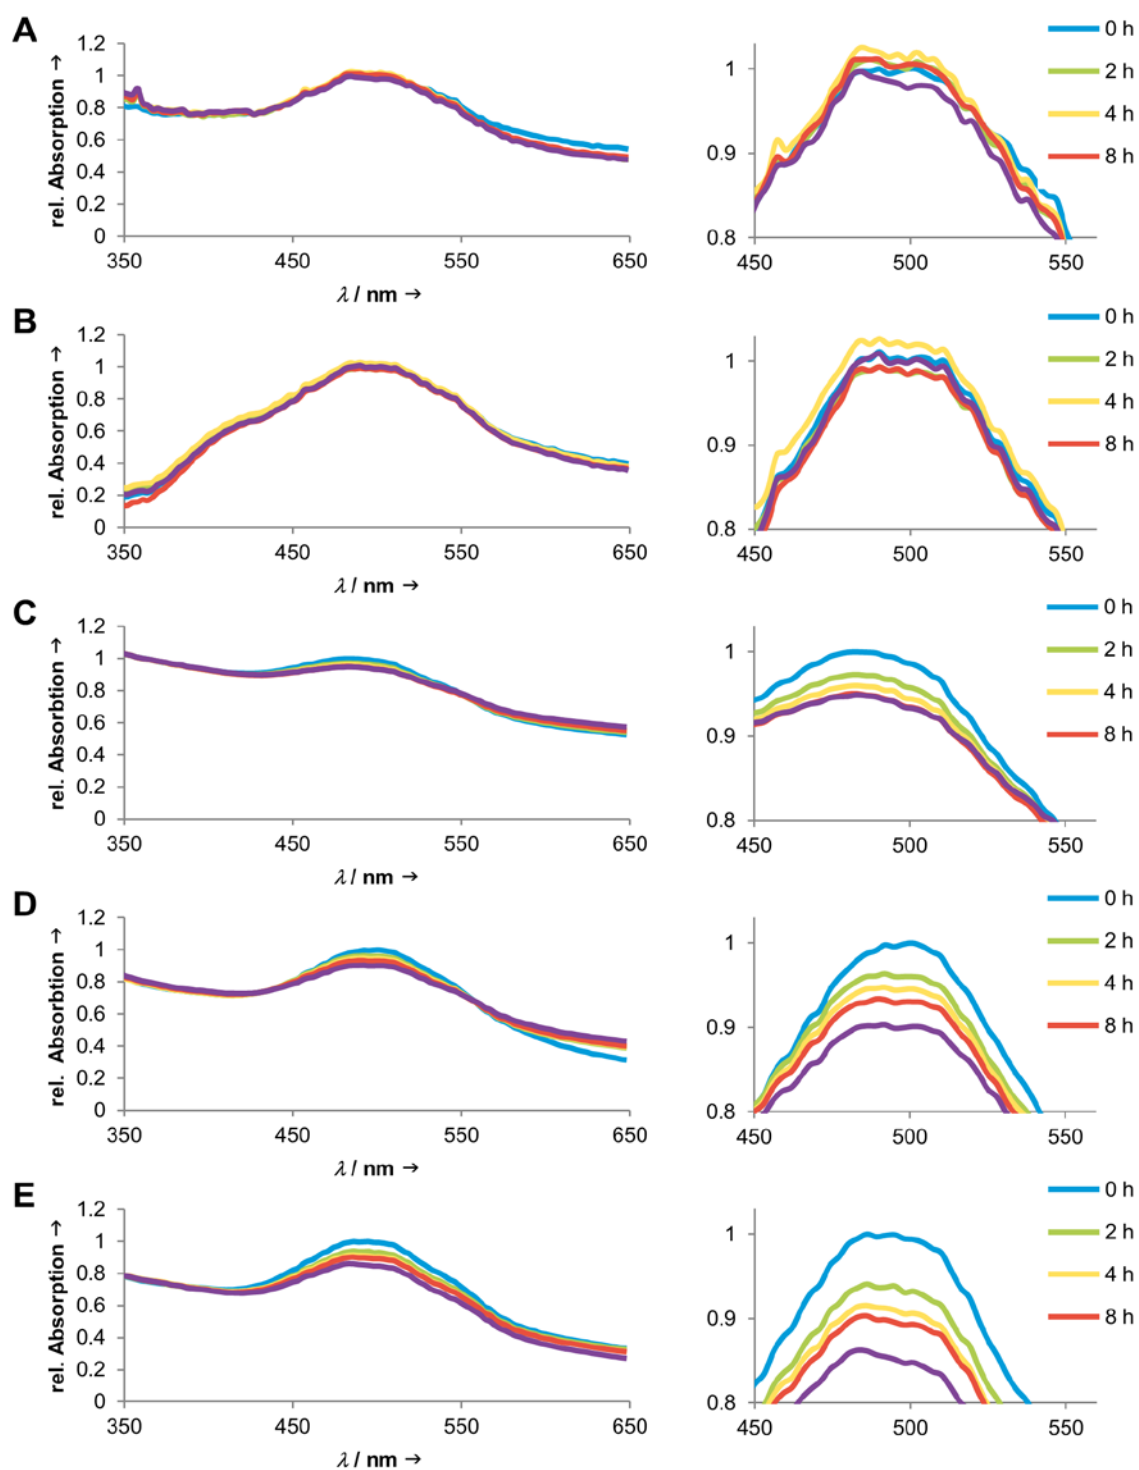 A
rel. Absorption →
1.2
1
0.8
0.6
0.4
0.2
0
350 450 550 650
λ / nm →
1
0.9
0.8
450 500 550
0 h
2 h
4 h
8 h
B
rel. Absorption →
1.2
1
0.8
0.6
0.4
0.2
0
350 450 550 650
λ / nm →
1
0.9
0.8
450 500 550
0 h
2 h
4 h
8 h
C
rel. Absorbtion →
1.2
1
0.8
0.6
0.4
0.2
0
350 450 550 650
λ / nm →
1
0.9
0.8
450 500 550
0 h
2 h
4 h
8 h
D
rel. Absorbtion →
1.2
1
0.8
0.6
0.4
0.2
0
350 450 550 650
λ / nm →
1
0.9
0.8
450 500 550
0 h
2 h
4 h
8 h
E
rel. Absorption →
1.2
1
0.8
0.6
0.4
0.2
0
350 450 550 650
λ / nm →
1
0.9
0.8
450 500 550
0 h
2 h
4 h
8 h